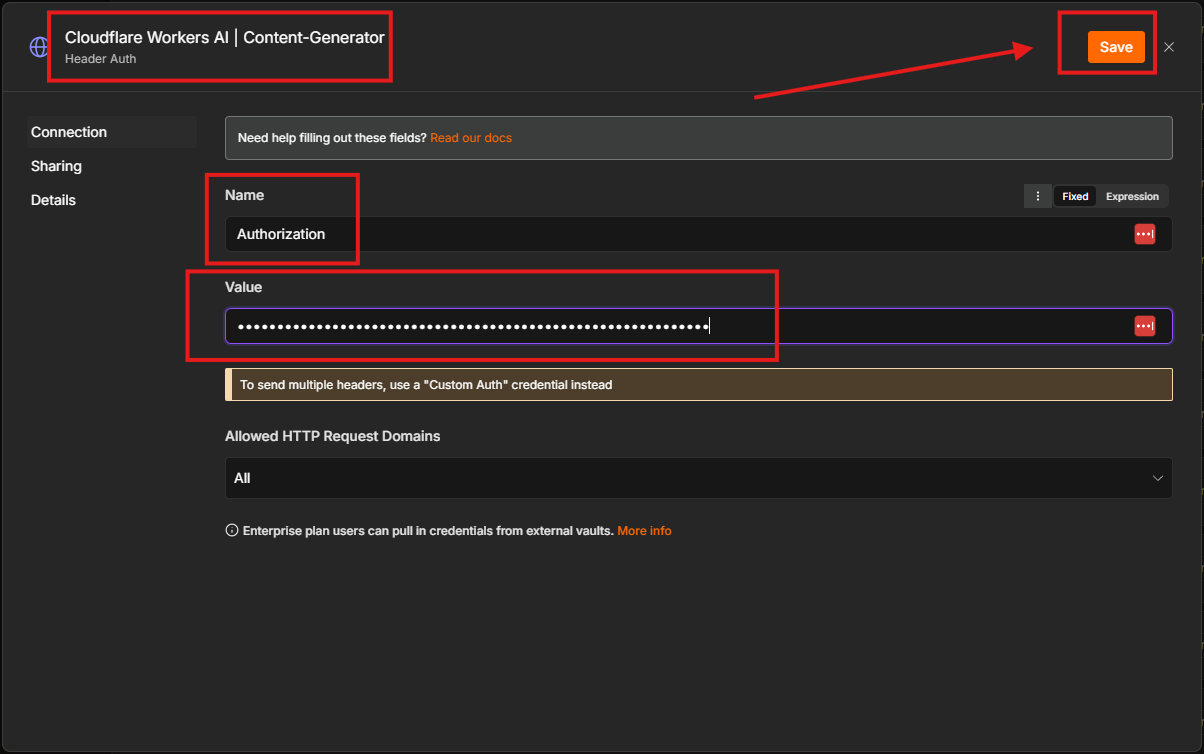 Cloudflare Workers AI | Content-Generator
Header Auth
Save
Connection
Sharing
Details
Need help filling out these fields? Read our docs
Name
Fixed
Expression
Authorization
Value
••••••••••••••••••••••••••••••••••••••••••••••••••••••••••••
To send multiple headers, use a "Custom Auth" credential instead
Allowed HTTP Request Domains
All
Enterprise plan users can pull in credentials from external vaults. More info